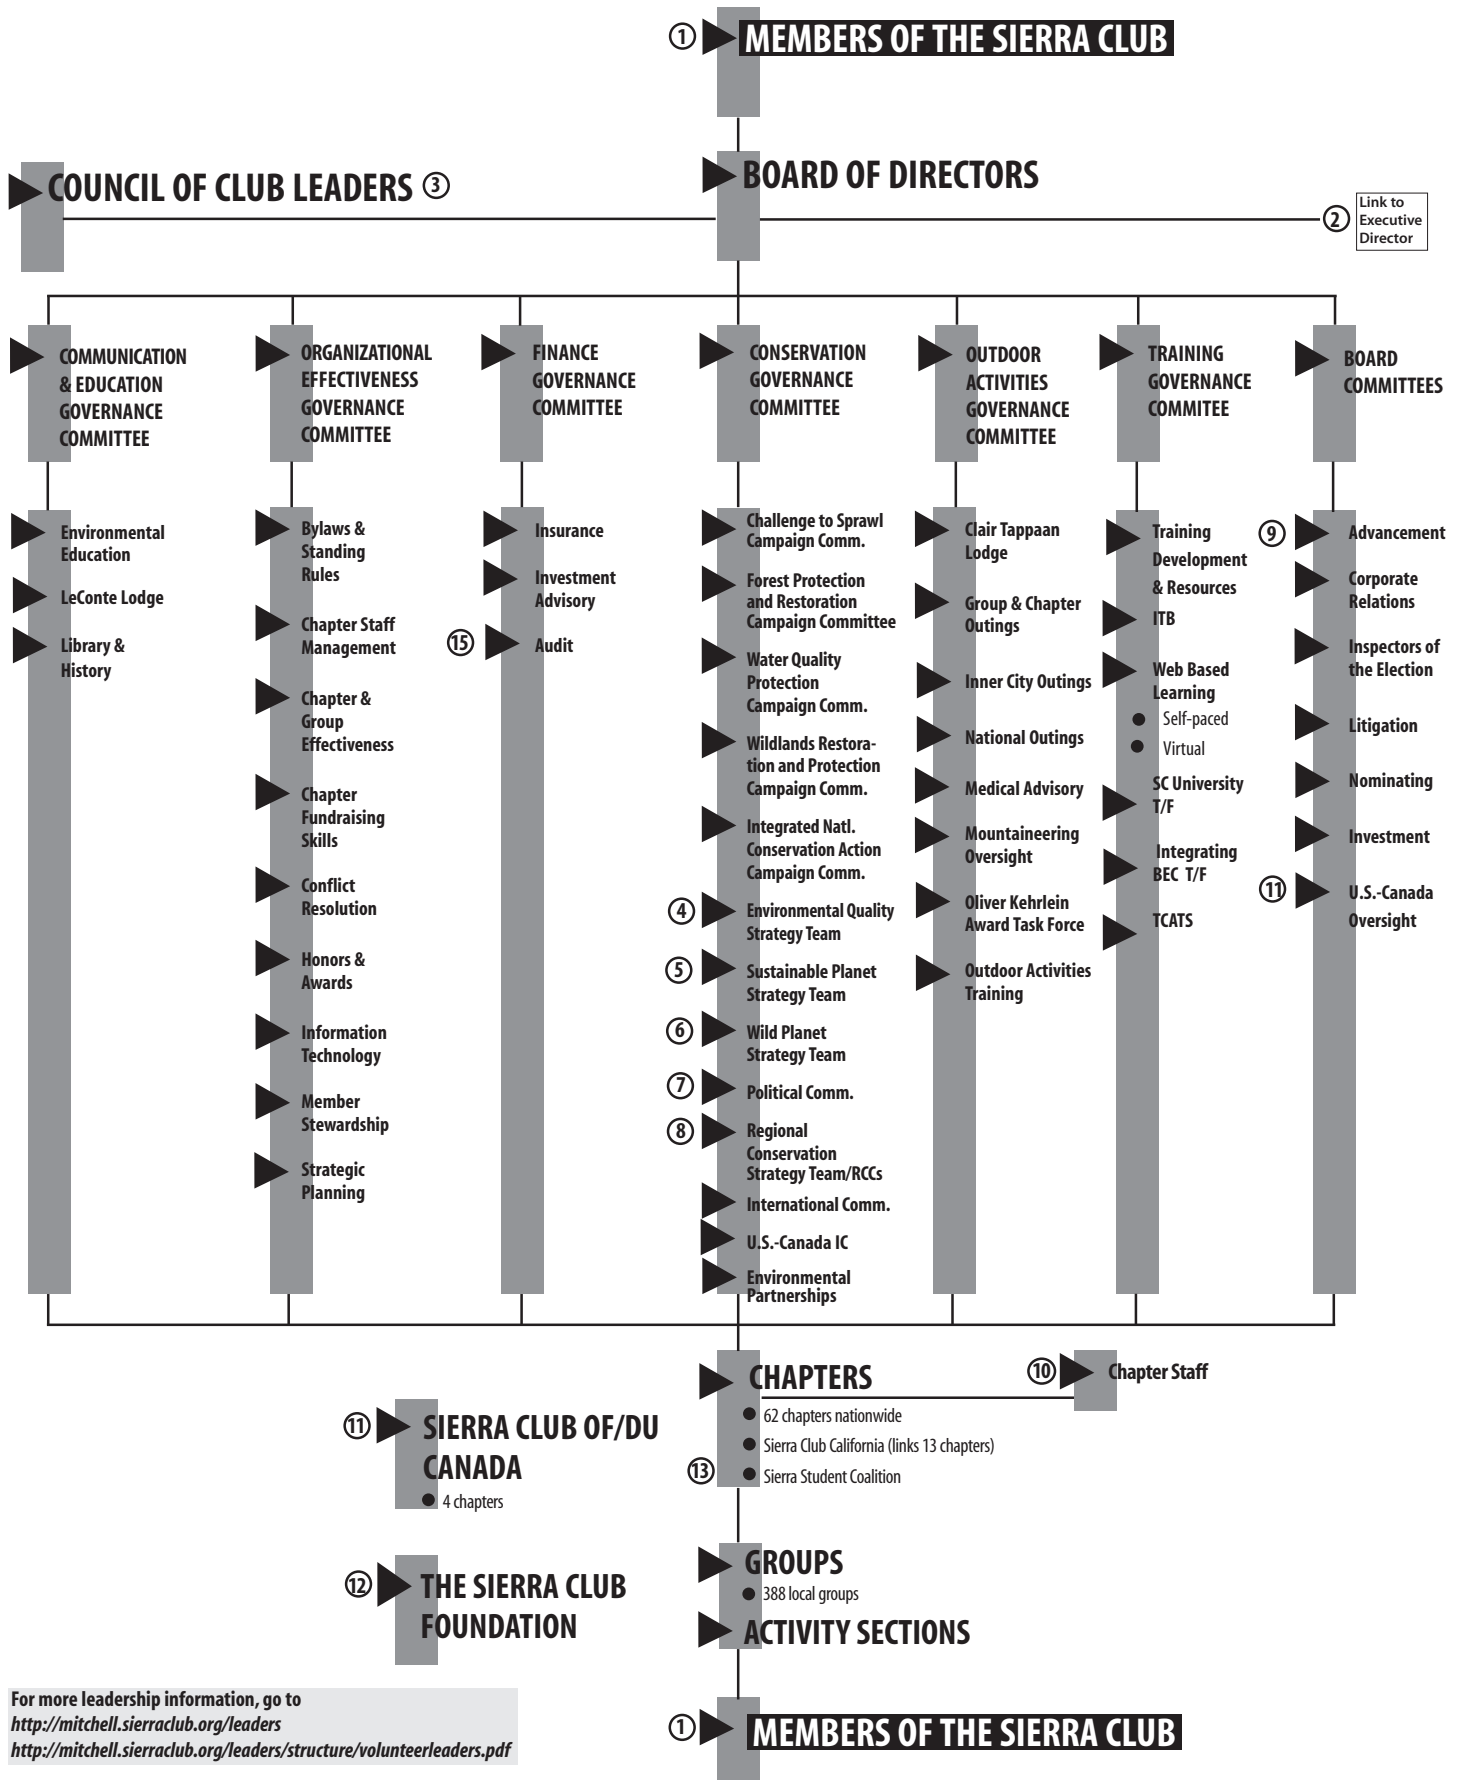 1 MEMBERS OF THE SIERRA CLUB
COUNCIL OF CLUB LEADERS 3
BOARD OF DIRECTORS
2
Link to
Executive
Director
COMMUNICATION
& EDUCATION
GOVERNANCE
COMMITTEE
Environmental
Education
LeConte Lodge
Library &
History
ORGANIZATIONAL
EFFECTIVENESS
GOVERNANCE
COMMITTEE
Bylaws &
Standing
Rules
Chapter Staff
Management
Chapter &
Group
Effectiveness
Chapter
Fundraising
Skills
Conflict
Resolution
Honors &
Awards
Information
Technology
Member
Stewardship
Strategic
Planning
FINANCE
GOVERNANCE
COMMITTEE
Insurance
Investment
Advisory
15 Audit
CONSERVATION
GOVERNANCE
COMMITTEE
Challenge to Sprawl
Campaign Comm.
Forest Protection
and Restoration
Campaign Committee
Water Quality
Protection
Campaign Comm.
Wildlands Restora-
tion and Protection
Campaign Comm.
Integrated Natl.
Conservation Action
Campaign Comm.
4 Environmental Quality
Strategy Team
5 Sustainable Planet
Strategy Team
6 Wild Planet
Strategy Team
7 Political Comm.
8 Regional
Conservation
Strategy Team/RCCs
International Comm.
U.S.-Canada IC
Environmental
Partnerships
OUTDOOR
ACTIVITIES
GOVERNANCE
COMMITTEE
Clair Tappaan
Lodge
Group & Chapter
Outings
Inner City Outings
National Outings
Medical Advisory
Mountaineering
Oversight
Oliver Kehrlein
Award Task Force
Outdoor Activities
Training
TRAINING
GOVERNANCE
COMMITEE
Training
Development
& Resources
ITB
Web Based
Learning
● Self-paced
● Virtual
SC University
T/F
Integrating
BEC T/F
TCATS
BOARD
COMMITTEES
9 Advancement
Corporate
Relations
Inspectors of
the Election
Litigation
Nominating
Investment
11 U.S.-Canada
Oversight
CHAPTERS
● 62 chapters nationwide
● Sierra Club California (links 13 chapters)
13 ● Sierra Student Coalition
10 Chapter Staff
11 SIERRA CLUB OF/DU
CANADA
● 4 chapters
GROUPS
● 388 local groups
ACTIVITY SECTIONS
12 THE SIERRA CLUB
FOUNDATION
For more leadership information, go to
http://mitchell.sierraclub.org/leaders
http://mitchell.sierraclub.org/leaders/structure/volunteerleaders.pdf
1 MEMBERS OF THE SIERRA CLUB